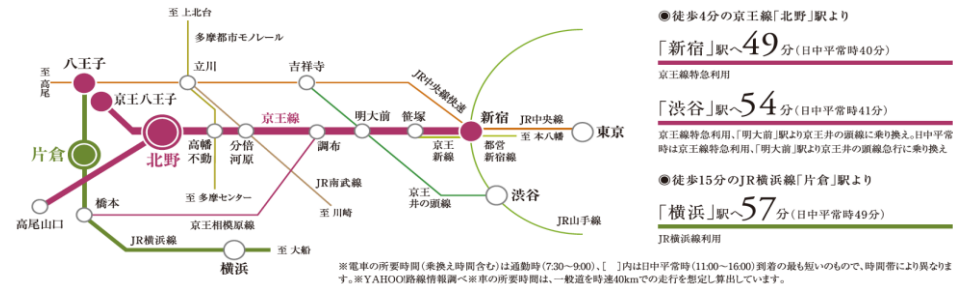 至 上北台
多摩都市モノレール
八王子
至
高尾
立川
吉祥寺
JR中央線快速
京王八王子
京王線
明大前
笹塚
新宿
JR中央線
至 本八幡
東京
北野
高幡
不動
分倍
河原
調布
京王
新線
都営
新宿線
片倉
JR南武線
京王
井の頭線
渋谷
高尾山口
橋本
至 多摩センター
至 川崎
京王相模原線
JR山手線
JR横浜線
至 大船
横浜
◉徒歩4分の京王線「北野」駅より
「新宿」駅へ49分(日中平常時40分)
京王線特急利用
「渋谷」駅へ54分(日中平常時41分)
京王線特急利用、「明大前」駅より京王井の頭線に乗り換え。日中平常
時は京王線特急利用、「明大前」駅より京王井の頭線急行に乗り換え
◉徒歩15分のJR横浜線「片倉」駅より
「横浜」駅へ57分(日中平常時49分)
JR横浜線利用
※電車の所要時間(乗換え時間含む)は通勤時(7:30～9:00)、[　]内は日中平常時(11:00～16:00)到着の最も短いもので、時間帯により異なりま
す。※YAHOO!路線情報調べ※車の所要時間は、一般道を時速40kmでの走行を想定し算出しています。